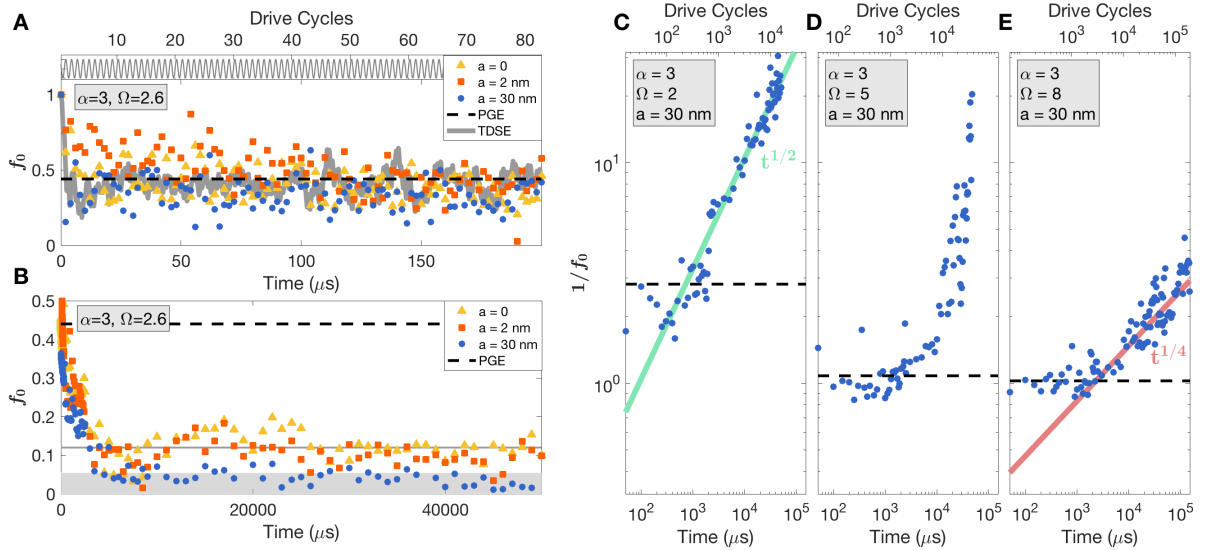 A
Drive Cycles
10 20 30 40 50 60 70 80
a = 0
a = 2 nm
a = 30 nm
PGE
TDSE
α=3, Ω=2.6
1
0.5
0
f0
0 50 100 150
Time (μs)
B
0.5
0.4
0.3
0.2
0.1
0
f0
α=3, Ω=2.6
a = 0
a = 2 nm
a = 30 nm
PGE
0 20000 40000
Time (μs)
C
Drive Cycles
10² 10³ 10⁴
α = 3
Ω = 2
a = 30 nm
t^1/2
10¹
10⁰
1/f0
10² 10³ 10⁴ 10⁵
Time (μs)
D
Drive Cycles
10² 10³ 10⁴
α = 3
Ω = 5
a = 30 nm
10² 10³ 10⁴ 10⁵
Time (μs)
E
Drive Cycles
10² 10³ 10⁴ 10⁵
α = 3
Ω = 8
a = 30 nm
t^1/4
10² 10³ 10⁴ 10⁵
Time (μs)